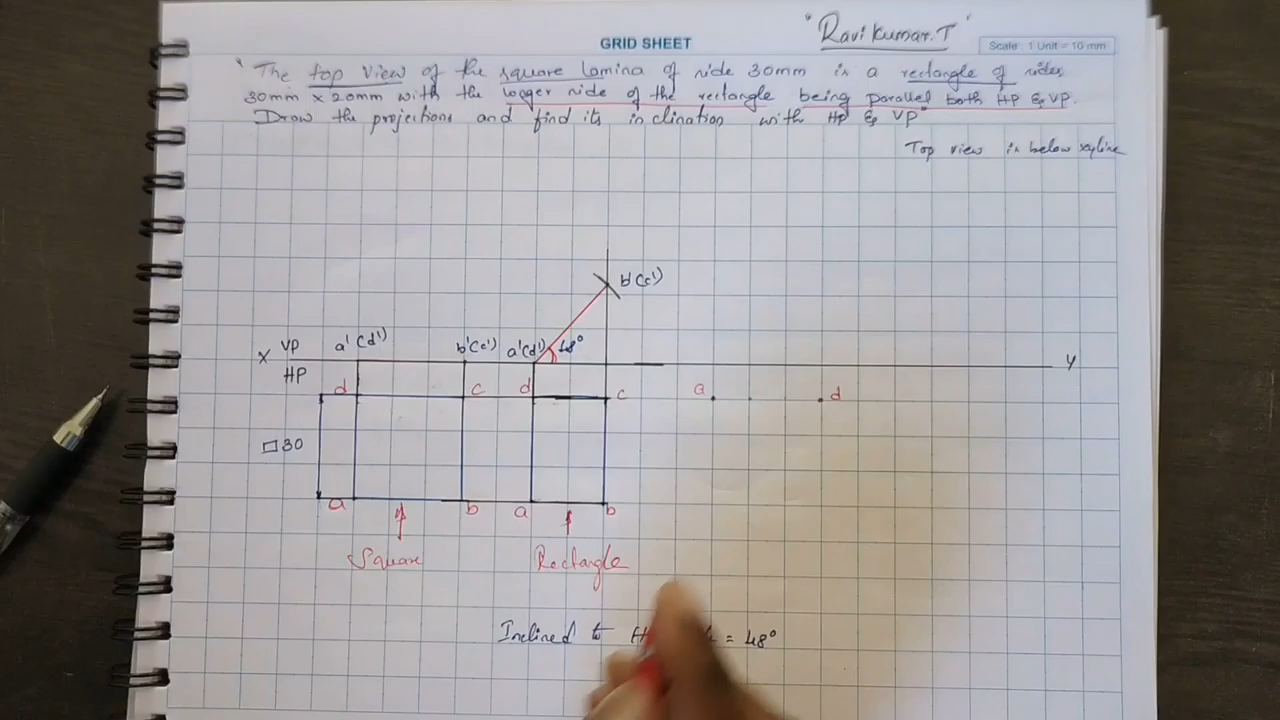 "Ravi Kumar.T"
GRID SHEET
Scale : 1 Unit = 10 mm
"The top view of the square lamina of side 30mm is a rectangle of sides
30mm x 20mm with the longer side of the rectangle being parallel both HP & VP.
Draw the projections and find its inclination with HP & VP"
Top view is below xy line
b'(c')
a'(d') b'(c') a'(d') 48°
X VP Y
HP
d c d c a d
□30
a b a b
Square Rectangle
Inclined to = 48°